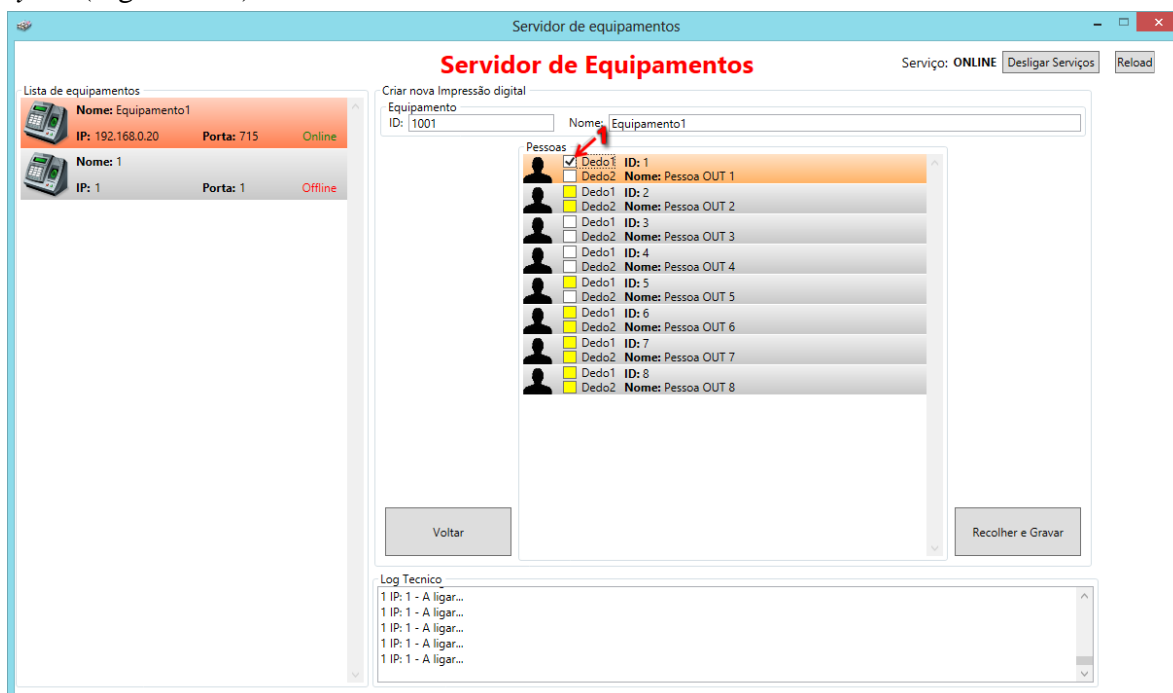 Servidor de equipamentos
Servidor de Equipamentos
Serviço: ONLINE Desligar Serviços Reload
Lista de equipamentos
Nome: Equipamento1
IP: 192.168.0.20 Porta: 715 Online
Nome: 1
IP: 1 Porta: 1 Offline
Criar nova Impressão digital
Equipamento
ID: 1001 Nome: Equipamento1
1
Pessoas
Dedo1 ID: 1
Dedo2 Nome: Pessoa OUT 1
Dedo1 ID: 2
Dedo2 Nome: Pessoa OUT 2
Dedo1 ID: 3
Dedo2 Nome: Pessoa OUT 3
Dedo1 ID: 4
Dedo2 Nome: Pessoa OUT 4
Dedo1 ID: 5
Dedo2 Nome: Pessoa OUT 5
Dedo1 ID: 6
Dedo2 Nome: Pessoa OUT 6
Dedo1 ID: 7
Dedo2 Nome: Pessoa OUT 7
Dedo1 ID: 8
Dedo2 Nome: Pessoa OUT 8
Voltar
Recolher e Gravar
Log Tecnico
1 IP: 1 - A ligar...
1 IP: 1 - A ligar...
1 IP: 1 - A ligar...
1 IP: 1 - A ligar...
1 IP: 1 - A ligar...